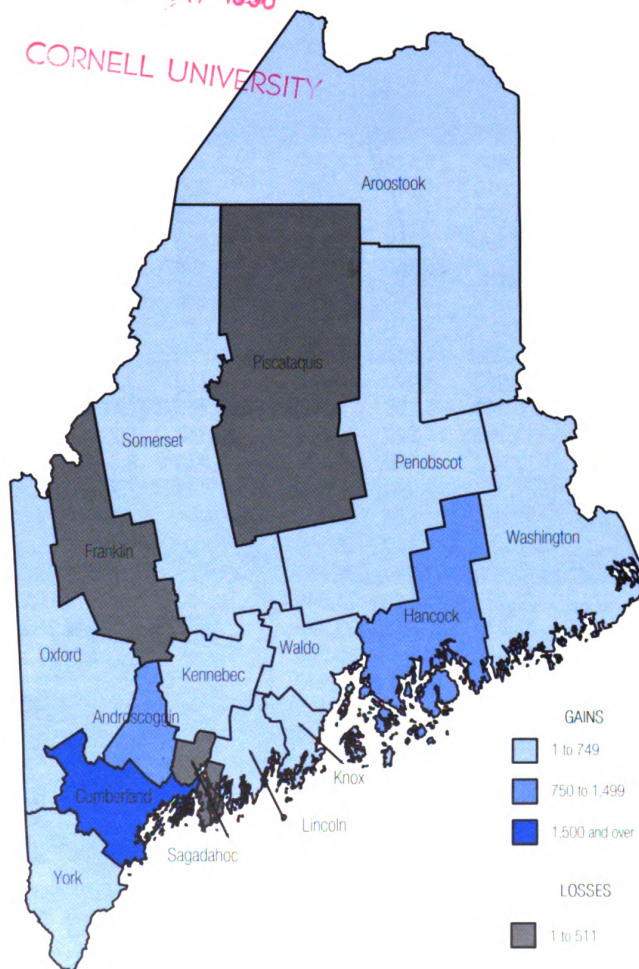 CORNELL UNIVERSITY
Aroostook
Piscataquis
Somerset
Penobscot
Franklin
Washington
Hancock
Oxford
Waldo
Kennebec
Androscoggin
Knox
Cumberland
Lincoln
Sagadahoc
York
GAINS
1 to 749
750 to 1,499
1,500 and over
LOSSES
1 to 511